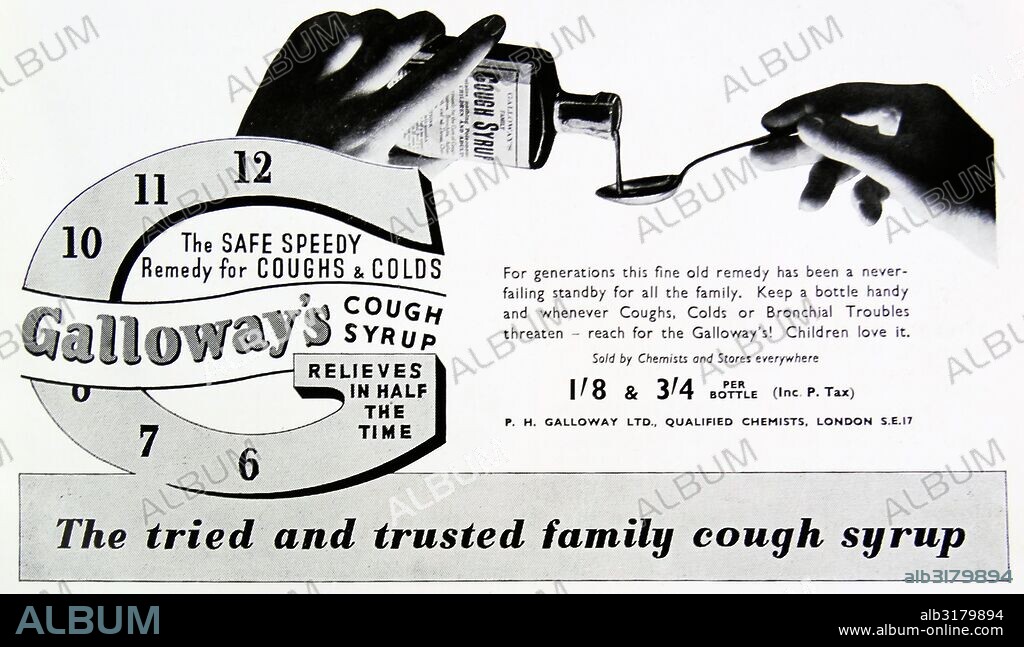 GALLOWAY'S
FAMILY
COUGH SYRUP
12
11
10
The SAFE SPEEDY
Remedy for COUGHS & COLDS
Galloway's COUGH
SYRUP
RELIEVES
IN HALF
THE
TIME
8
7
6
For generations this fine old remedy has been a never-
failing standby for all the family. Keep a bottle handy
and whenever Coughs, Colds or Bronchial Troubles
threaten – reach for the Galloway's! Children love it.
Sold by Chemists and Stores everywhere
1/8 & 3/4 PER BOTTLE (Inc. P. Tax)
P. H. GALLOWAY LTD., QUALIFIED CHEMISTS, LONDON S.E.17
The tried and trusted family cough syrup
alb3179894
ALBUM
alb3179894
www.album-online.com